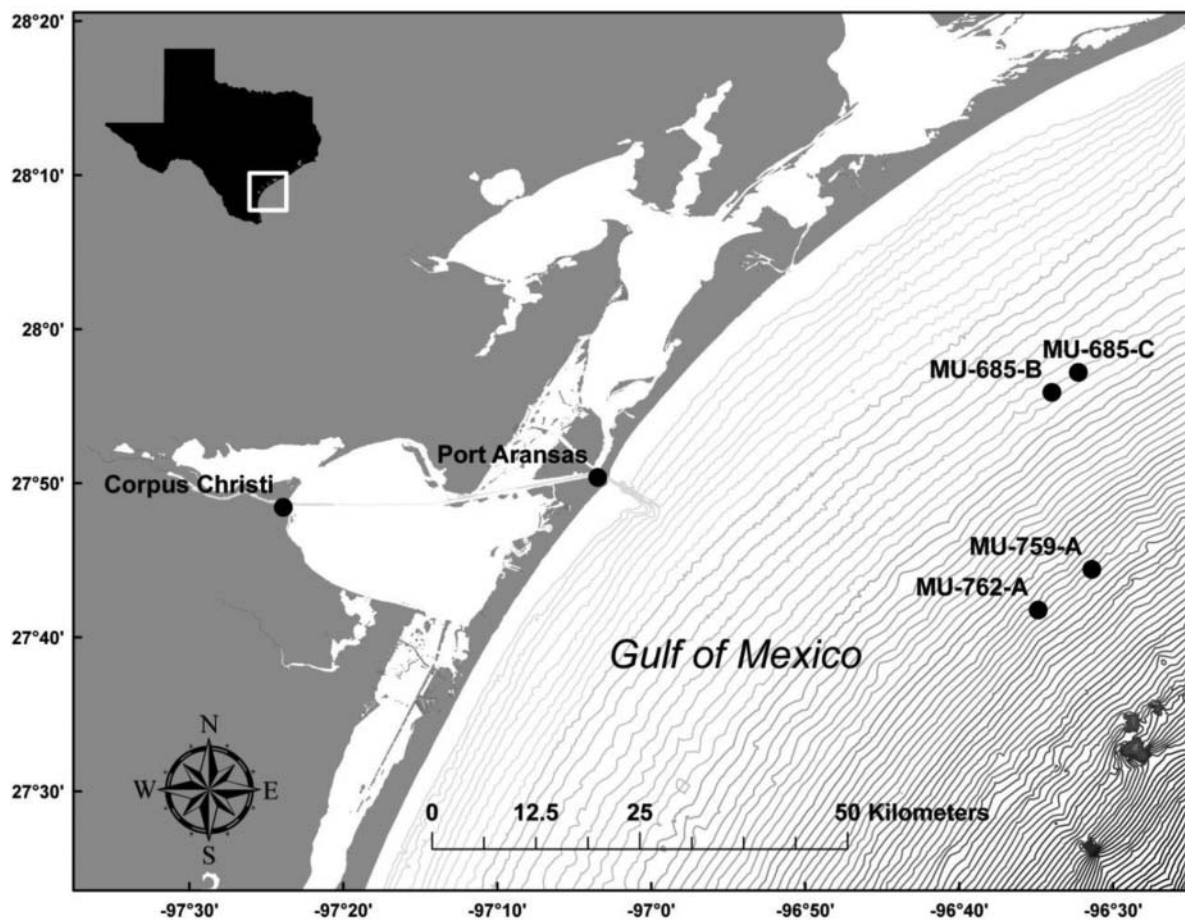 28°20'
28°10'
28°0'
MU-685-C
MU-685-B
Port Aransas
27°50'
Corpus Christi
MU-759-A
MU-762-A
27°40'
Gulf of Mexico
N
W E
S
27°30'
0 12.5 25 50 Kilometers
-97°30' -97°20' -97°10' -97°0' -96°50' -96°40' -96°30'